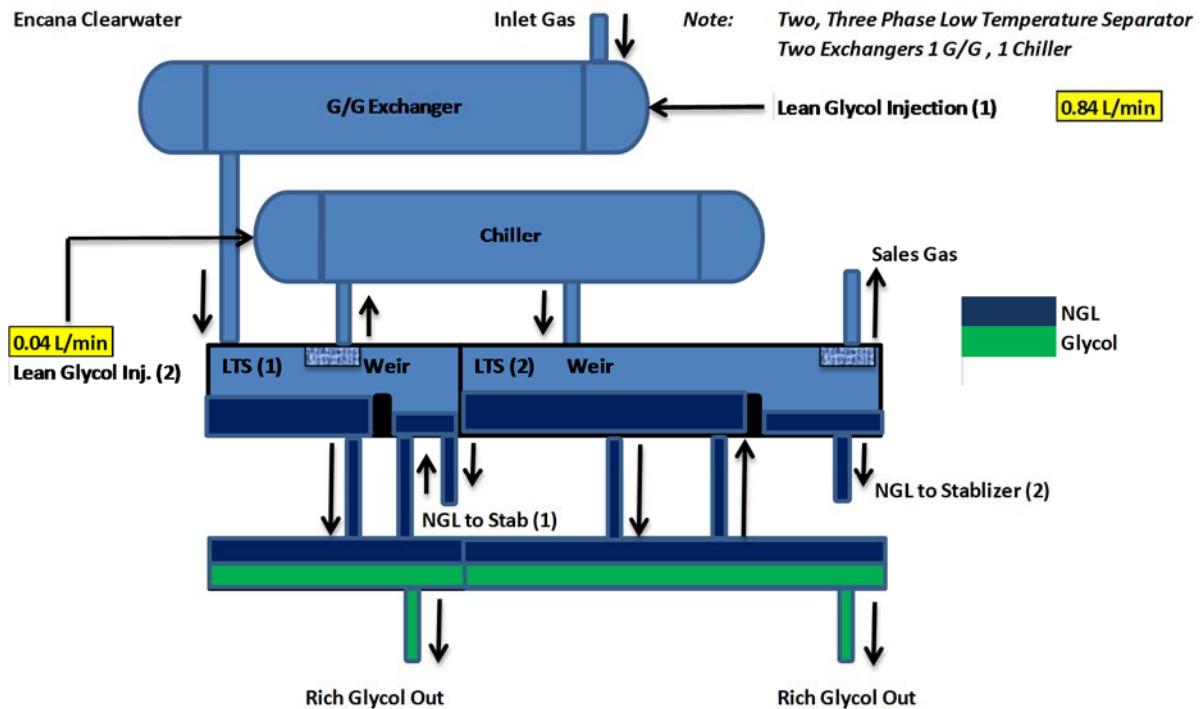 Encana Clearwater
Inlet Gas
Note: Two, Three Phase Low Temperature Separator
Two Exchangers 1 G/G , 1 Chiller
G/G Exchanger
Lean Glycol Injection (1)
0.84 L/min
Chiller
Sales Gas
NGL
Glycol
0.04 L/min
Lean Glycol Inj. (2)
LTS (1)
Weir
LTS (2)
Weir
NGL to Stab (1)
NGL to Stablizer (2)
Rich Glycol Out
Rich Glycol Out